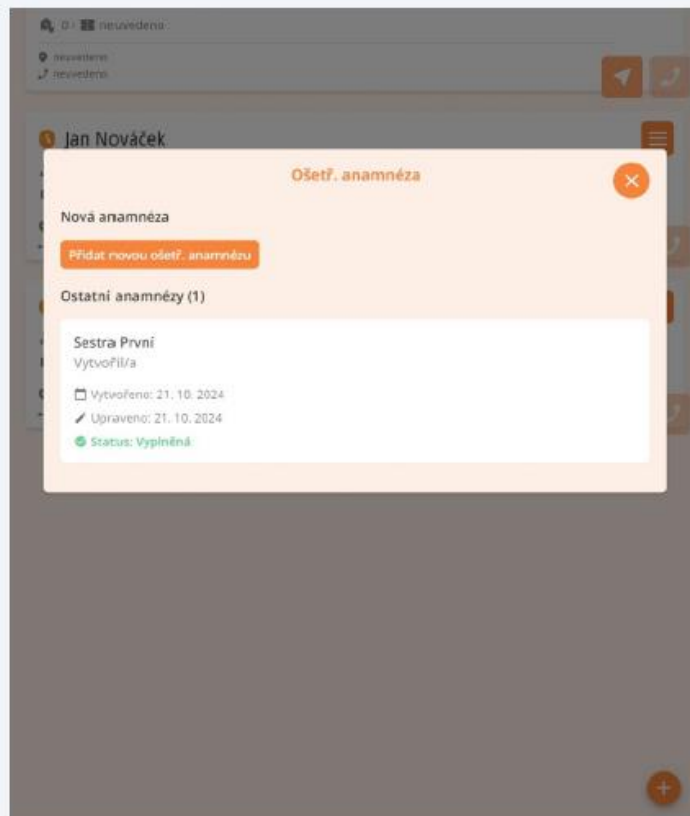 0 / neuvedeno
neuvedeno
neuvedeno
Jan Nováček
Ošetř. anamnéza
Nová anamnéza
Přidat novou ošetř. anamnézu
Ostatní anamnézy (1)
Sestra První
Vytvořil/a
Vytvořeno: 21. 10. 2024
Upraveno: 21. 10. 2024
Status: Vyplněná